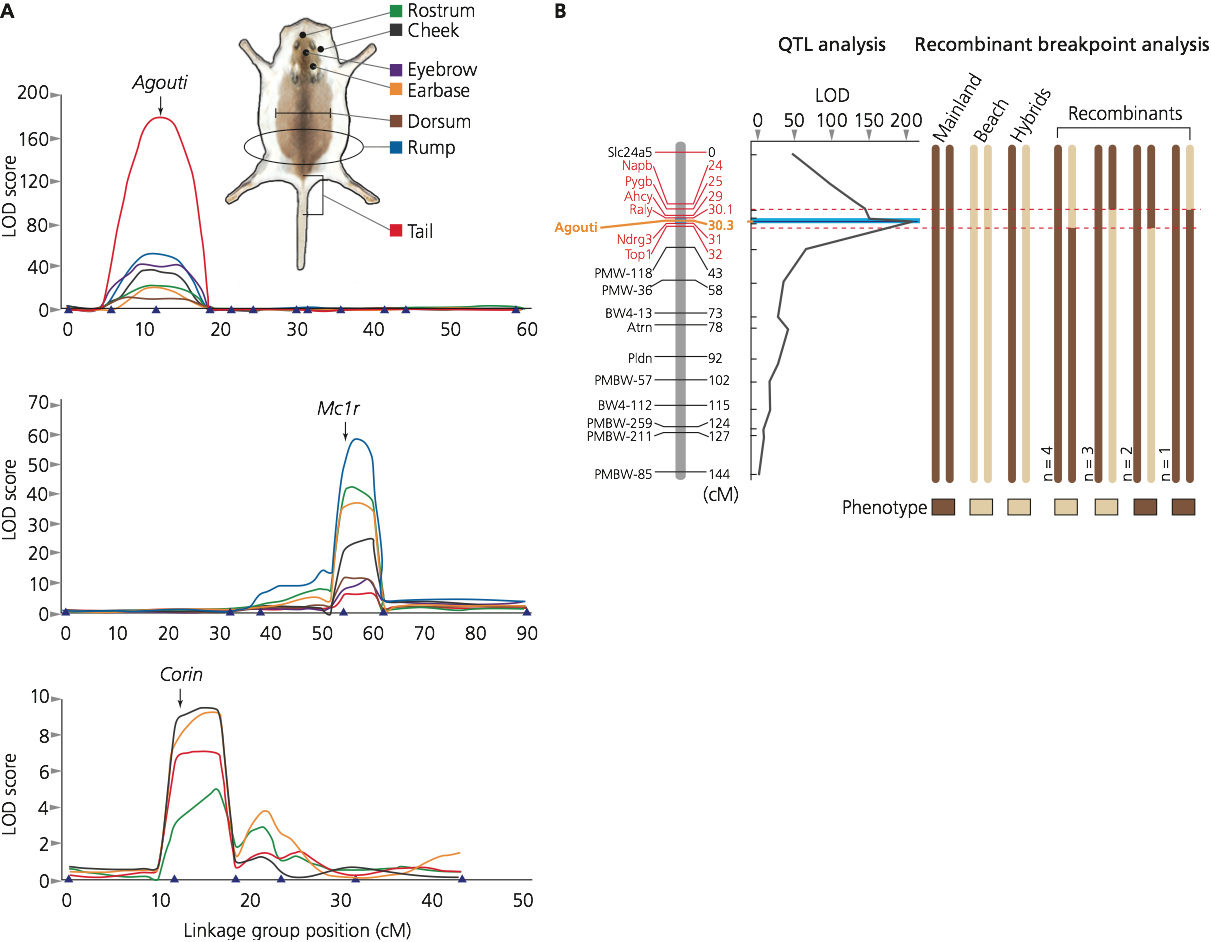 A
Rostrum
Cheek
Eyebrow
Earbase
Dorsum
Rump
Tail
Agouti
200
160
120
80
40
0
LOD score
0 10 20 30 40 50 60
Mc1r
70
60
50
40
30
20
10
0
LOD score
0 10 20 30 40 50 60 70 80 90
Corin
10
8
6
4
2
0
LOD score
0 10 20 30 40 50
Linkage group position (cM)
B
QTL analysis
Recombinant breakpoint analysis
LOD
0 50 100 150 200
Mainland
Beach
Hybrids
Recombinants
Slc24a5 0
Napb 24
Pygb 25
Ahcy 29
Raly 30.1
Agouti 30.3
Ndrg3 31
Top1 32
PMW-118 43
PMW-36 58
BW4-13 73
Atrn 78
Pldn 92
PMBW-57 102
BW4-112 115
PMBW-259 124
PMBW-211 127
PMBW-85 144
(cM)
n = 4
n = 3
n = 2
n = 1
Phenotype